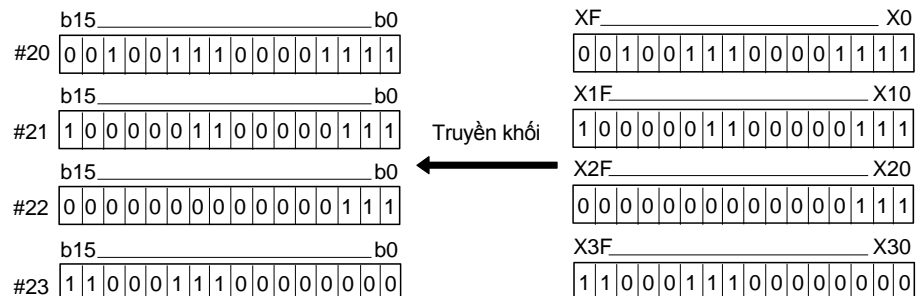 b15 b0 XF X0
#20 0 0 1 0 0 1 1 1 0 0 0 0 1 1 1 1 0 0 1 0 0 1 1 1 0 0 0 0 1 1 1 1
b15 b0 X1F X10
#21 1 0 0 0 0 0 1 1 0 0 0 0 0 1 1 1 Truyền khối 1 0 0 0 0 0 1 1 0 0 0 0 0 1 1 1
b15 b0 X2F X20
#22 0 0 0 0 0 0 0 0 0 0 0 0 0 1 1 1 0 0 0 0 0 0 0 0 0 0 0 0 0 1 1 1
b15 b0 X3F X30
#23 1 1 0 0 0 1 1 1 0 0 0 0 0 0 0 0 1 1 0 0 0 1 1 1 0 0 0 0 0 0 0 0